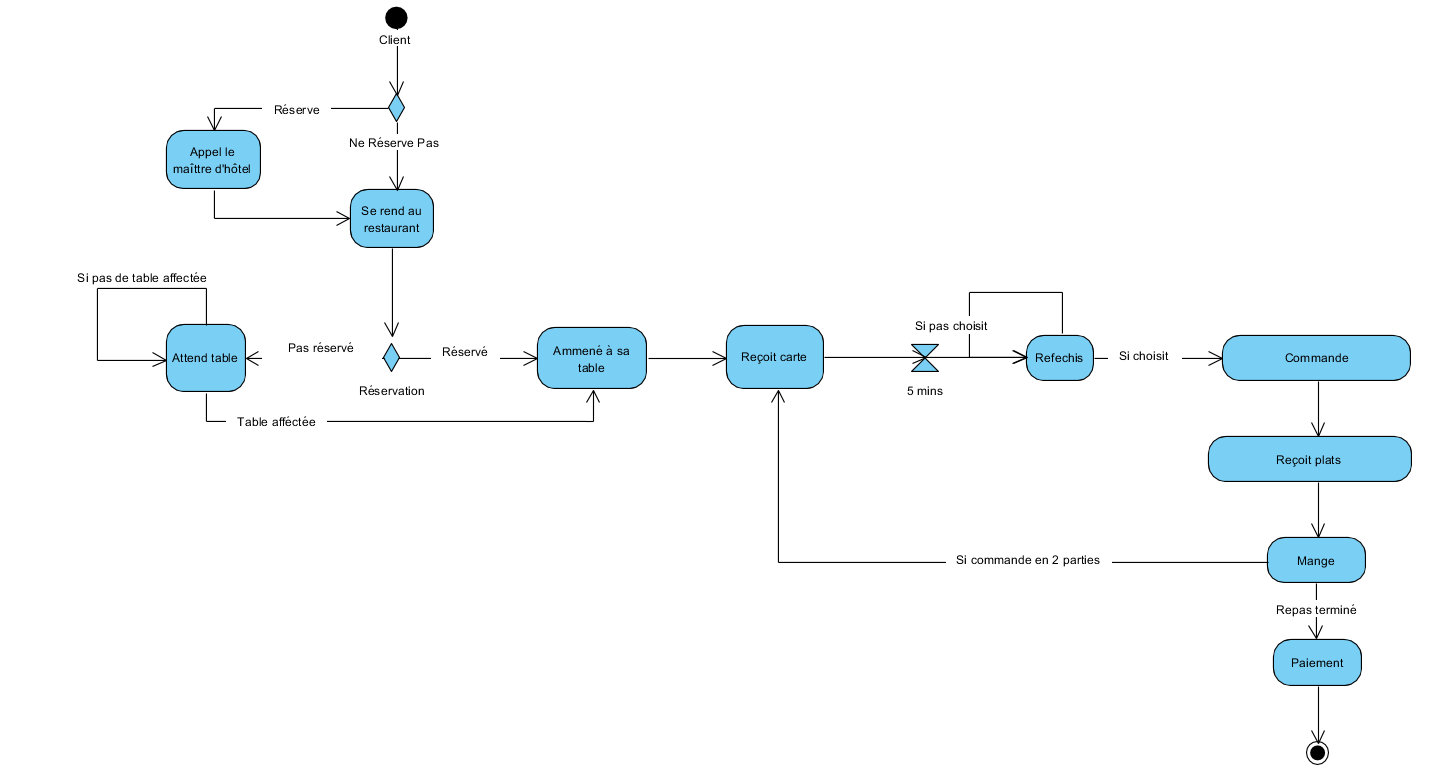 Client
Réserve
Ne Réserve Pas
Appel le
maîttre d'hôtel
Se rend au
restaurant
Si pas de table affectée
Attend table
Pas réservé
Réservé
Réservation
Table afféctée
Ammené à sa
table
Reçoit carte
Si pas choisit
5 mins
Refechis
Si choisit
Commande
Reçoit plats
Si commande en 2 parties
Mange
Repas terminé
Paiement